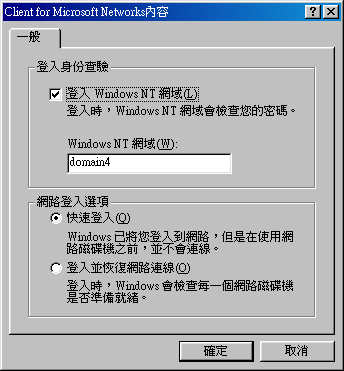 Client for Microsoft Networks內容
一般
登入身份查驗
登入 Windows NT 網域(L)
登入時，Windows NT 網域會檢查您的密碼。
Windows NT 網域(W):
domain4
網路登入選項
快速登入(Q)
Windows 已將您登入到網路，但是在使用網
路磁碟機之前，並不會連線。
登入並恢復網路連線(O)
登入時，Windows 會檢查每一個網路磁碟機
是否準備就緒。
確定
取消